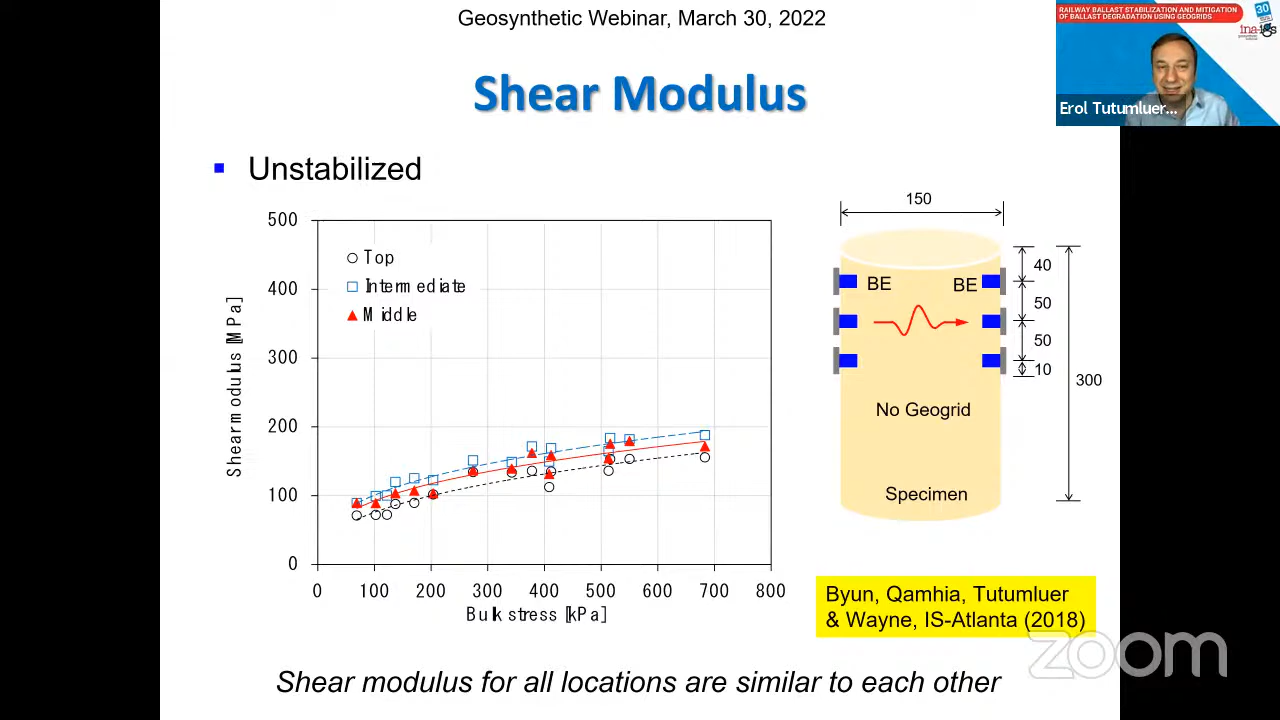 Geosynthetic Webinar, March 30, 2022
RAILWAY BALLAST STABILIZATION AND MITIGATION
OF BALLAST DEGRADATION USING GEOGRIDS
30
ina-igs
Erol Tutumluer...
Shear Modulus
Unstabilized
Shear modulus [MPa]
500
400
300
200
100
0
Top
Intermediate
Middle
0 100 200 300 400 500 600 700 800
Bulk stress [kPa]
150
BE BE
40
50
50
10
300
No Geogrid
Specimen
Byun, Qamhia, Tutumluer
& Wayne, IS-Atlanta (2018)
zoom
Shear modulus for all locations are similar to each other